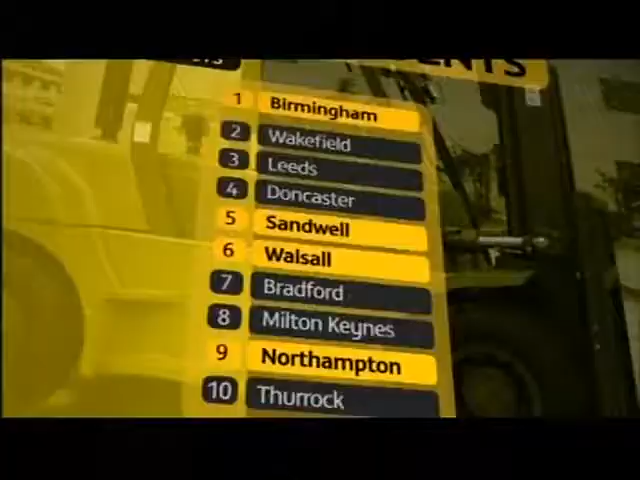 1 Birmingham
2 Wakefield
3 Leeds
4 Doncaster
5 Sandwell
6 Walsall
7 Bradford
8 Milton Keynes
9 Northampton
10 Thurrock